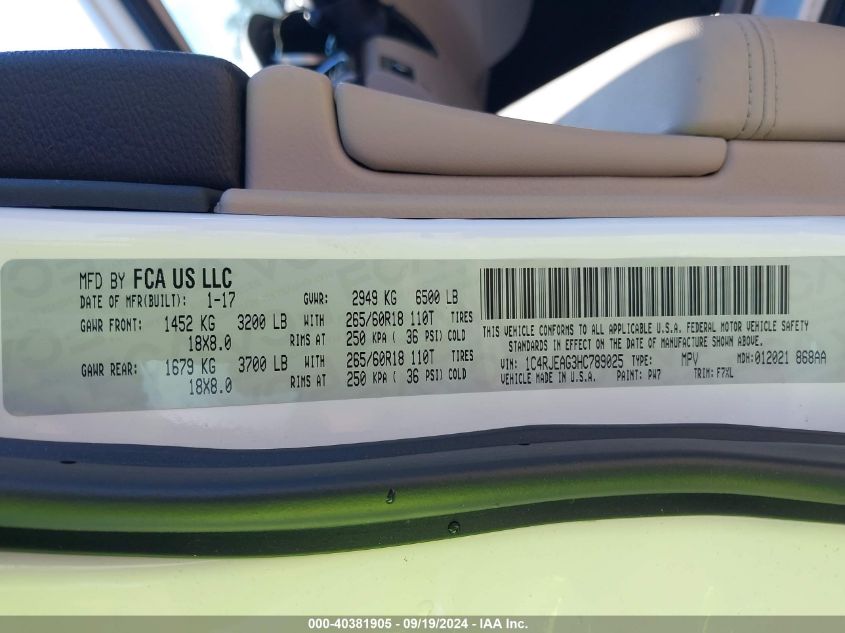 MFD BY FCA US LLC
DATE OF MFR(BUILT): 1-17 GVWR: 2949 KG 6500 LB
GAWR FRONT: 1452 KG 3200 LB WITH 265/60R18 110T TIRES
18X8.0 RIMS AT 250 KPA ( 36 PSI) COLD
GAWR REAR: 1679 KG 3700 LB WITH 265/60R18 110T TIRES
18X8.0 RIMS AT 250 KPA ( 36 PSI) COLD
THIS VEHICLE CONFORMS TO ALL APPLICABLE U.S.A. FEDERAL MOTOR VEHICLE SAFETY
STANDARDS IN EFFECT ON THE DATE OF MANUFACTURE SHOWN ABOVE.
VIN: 1C4RJEAG3HC789025 TYPE: MPV MDH:012021 868AA
VEHICLE MADE IN U.S.A. PAINT: PW7 TRIM: F7XL
000-40381905 - 09/19/2024 - IAA Inc.